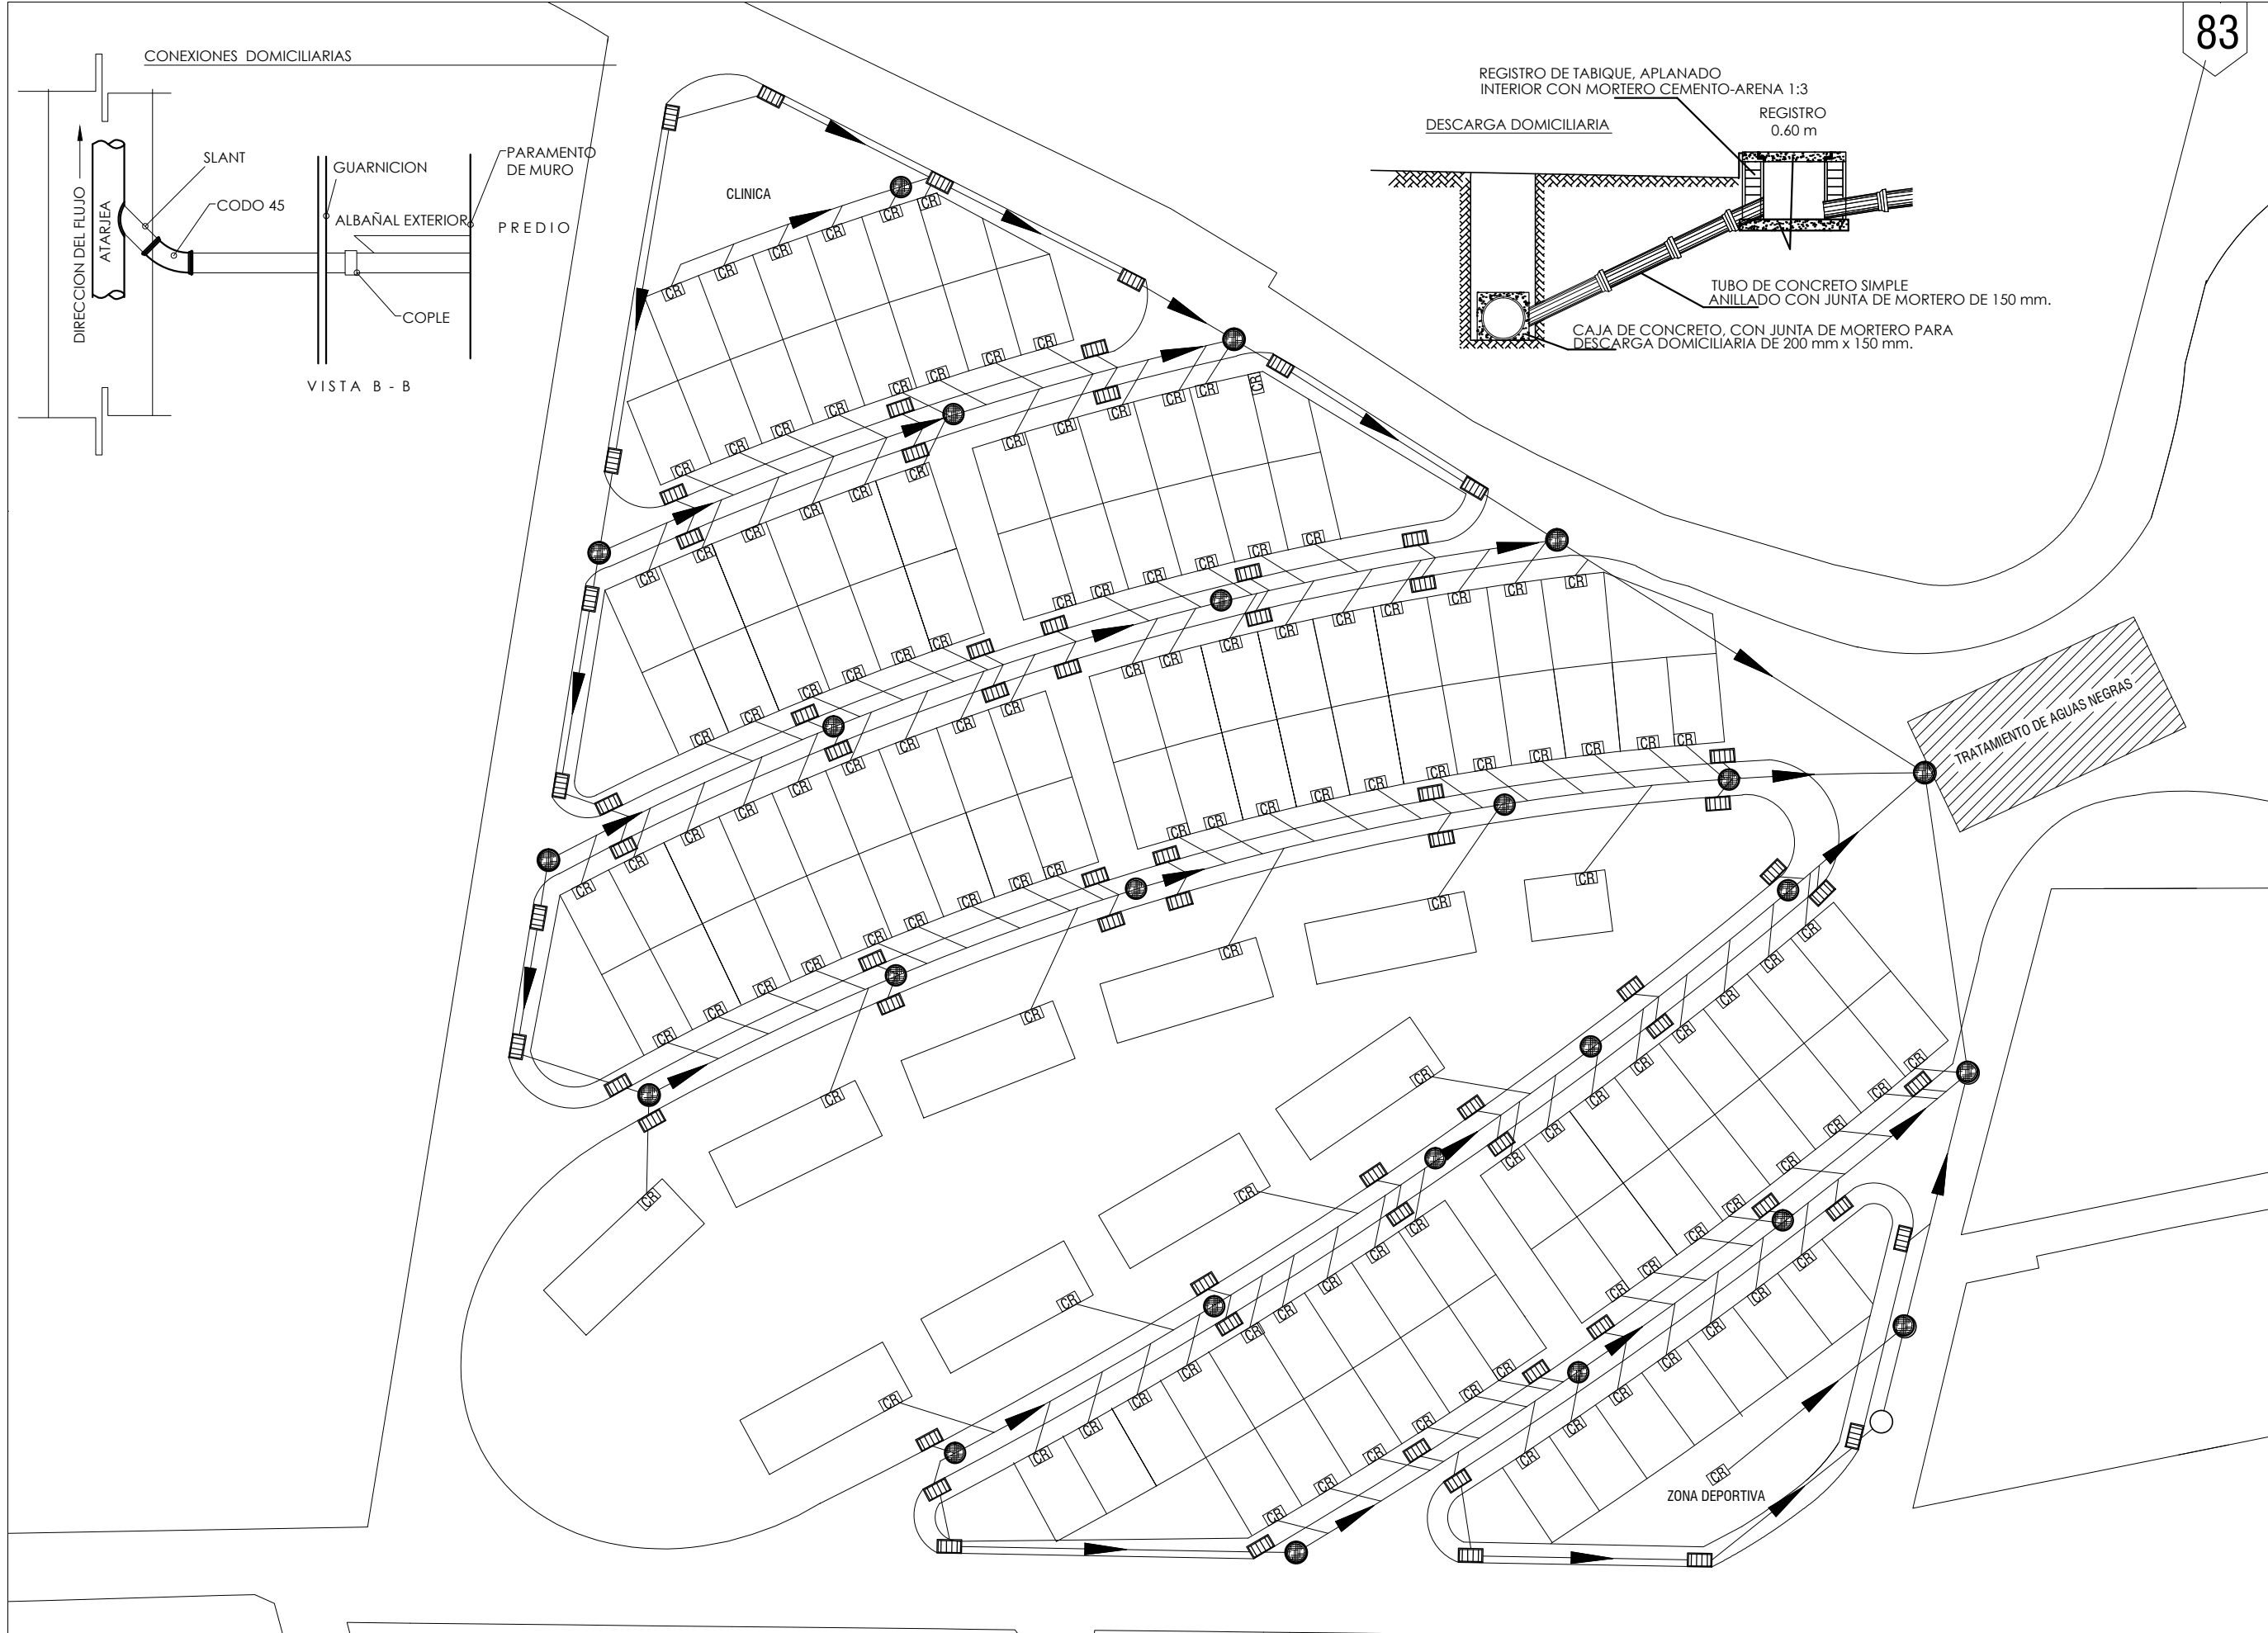 83
CONEXIONES DOMICILIARIAS
SLANT
CODO 45
GUARNICION
ALBAÑAL EXTERIOR
PARAMENTO
DE MURO
PREDIO
DIRECCION DEL FLUJO
ATARJEA
COPLE
VISTA B - B
REGISTRO DE TABIQUE, APLANADO
INTERIOR CON MORTERO CEMENTO-ARENA 1:3
REGISTRO
0.60 m
DESCARGA DOMICILIARIA
TUBO DE CONCRETO SIMPLE
ANILLADO CON JUNTA DE MORTERO DE 150 mm.
CAJA DE CONCRETO, CON JUNTA DE MORTERO PARA
DESCARGA DOMICILIARIA DE 200 mm x 150 mm.
CLINICA
CR
TRATAMIENTO DE AGUAS NEGRAS
CR
ZONA DEPORTIVA